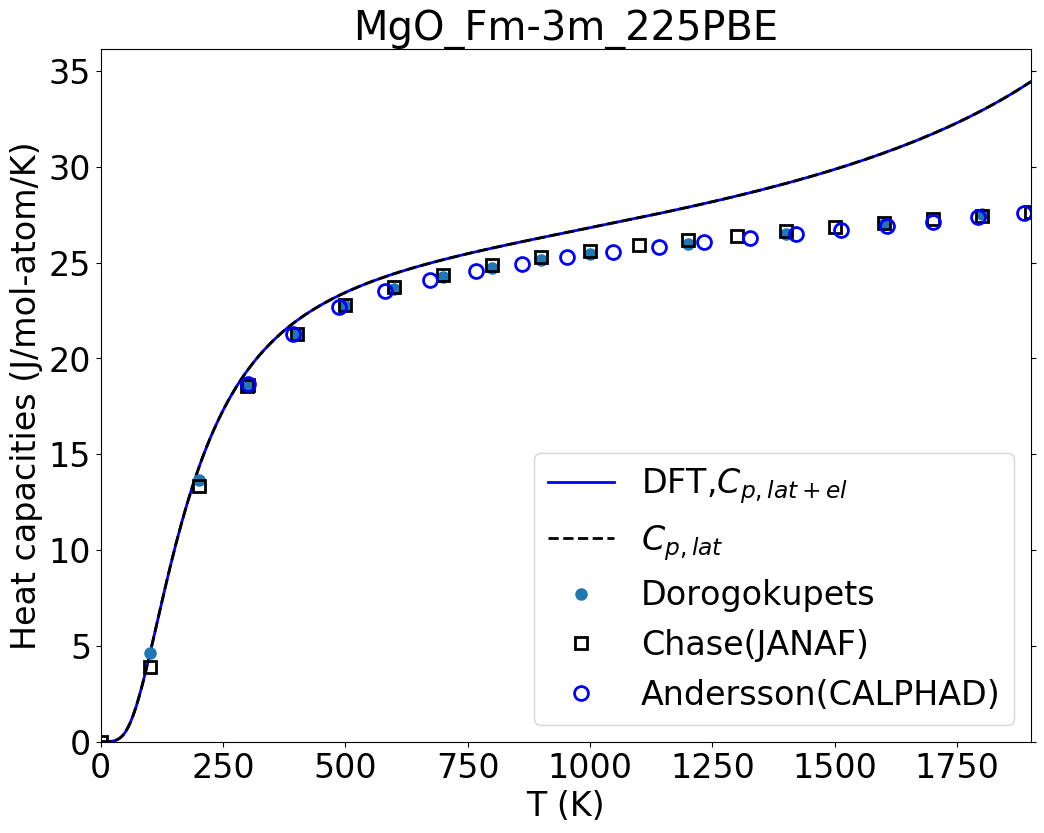 MgO_Fm-3m_225PBE
Heat capacities (J/mol-atom/K)
35
30
25
20
15
10
5
0
DFT,C_{p, lat+el}
C_{p, lat}
Dorogokupets
Chase(JANAF)
Andersson(CALPHAD)
0 250 500 750 1000 1250 1500 1750
T (K)